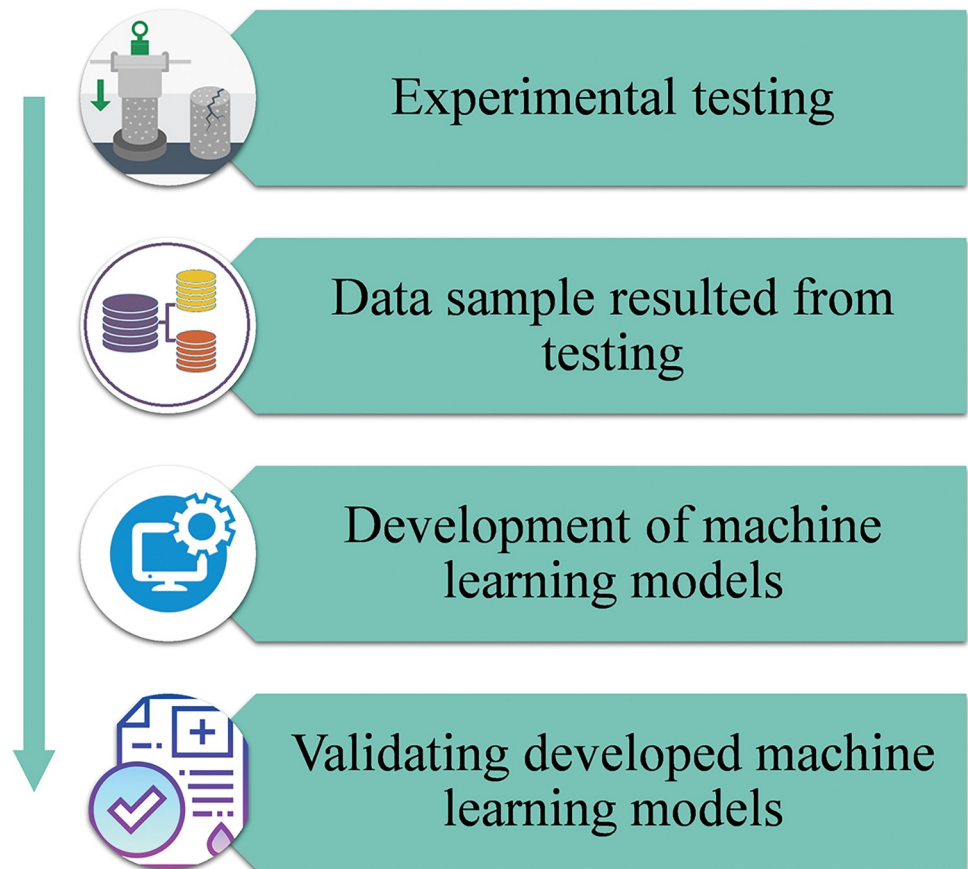 Experimental testing
Data sample resulted from
testing
Development of machine
learning models
Validating developed machine
learning models